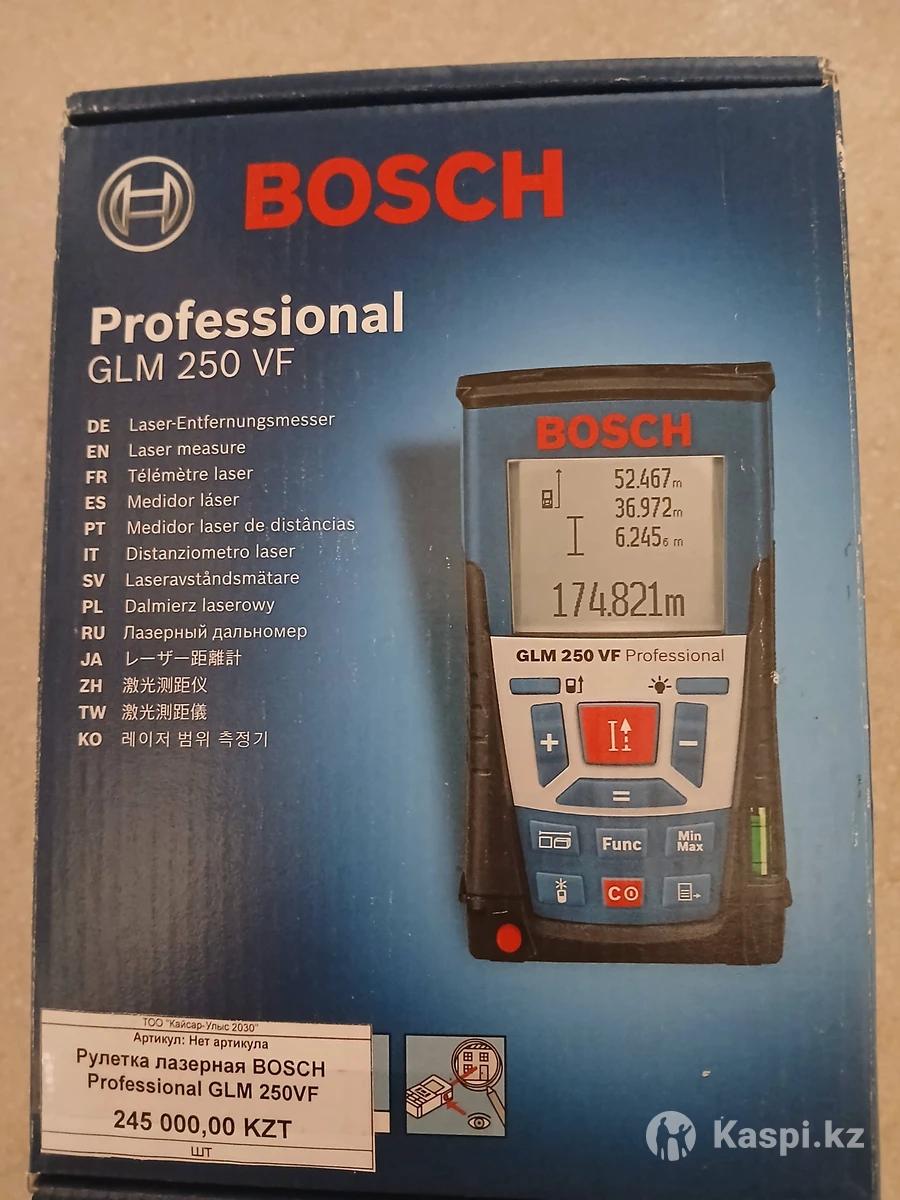 BOSCH
Professional
GLM 250 VF
DE Laser-Entfernungsmesser
EN Laser measure
FR Télémètre laser
ES Medidor láser
PT Medidor laser de distâncias
IT Distanziometro laser
SV Laseravståndsmätare
PL Dalmierz laserowy
RU Лазерный дальномер
JA レーザー距離計
ZH 激光测距仪
TW 激光測距儀
KO 레이저 범위 측정기
BOSCH
52.467m
36.972m
6.2456 m
174.821m
GLM 250 VF Professional
+
-
=
Func
Min
Max
C
ТОО "Кайсар-Улыс 2030"
Артикул: Нет артикула
Рулетка лазерная BOSCH
Professional GLM 250VF
245 000,00 KZT
ШТ
Kaspi.kz